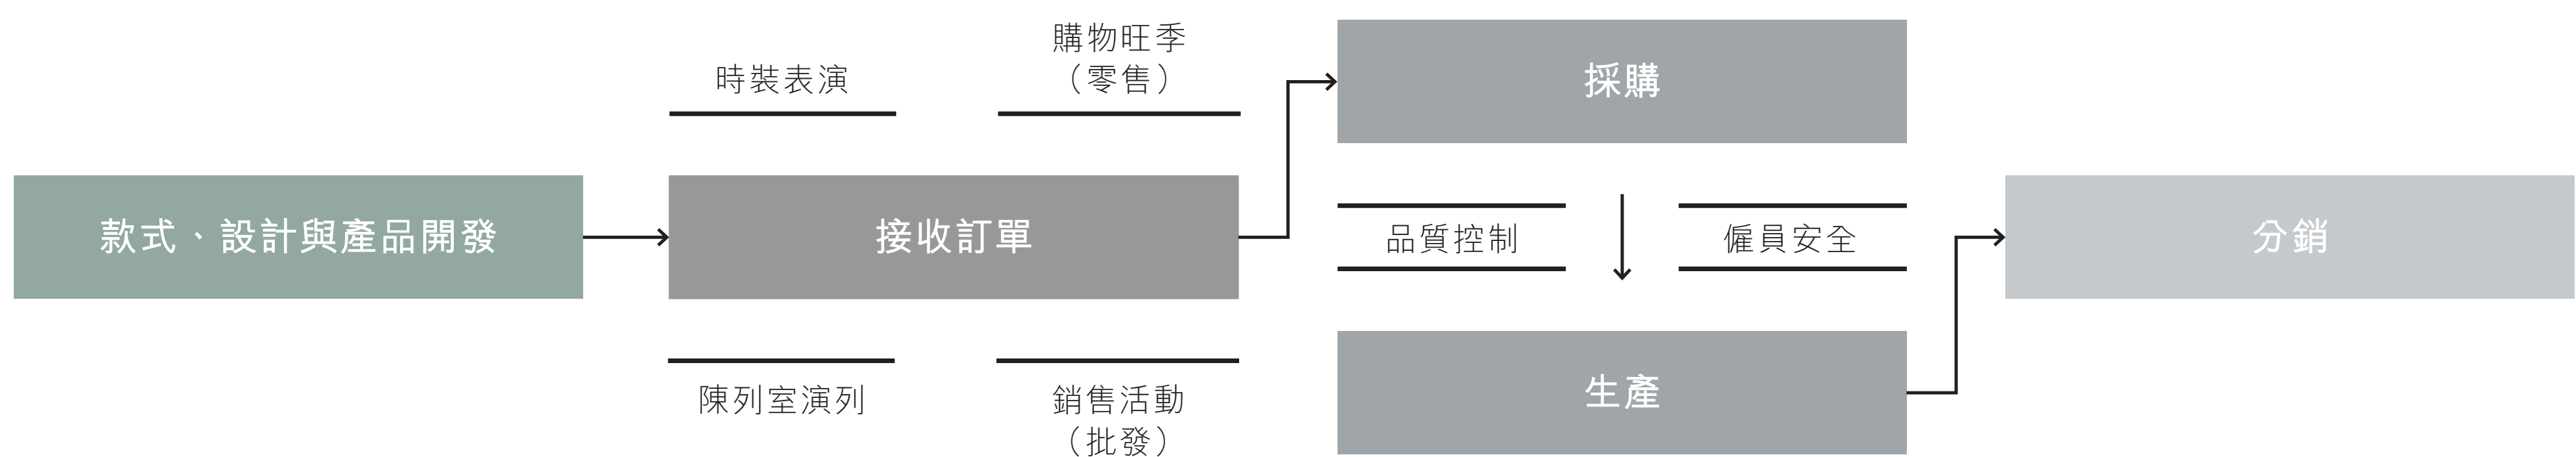 款式、設計與產品開發
時裝表演
購物旺季
（零售）
接收訂單
陳列室演列
銷售活動
（批發）
採購
品質控制
僱員安全
生產
分銷